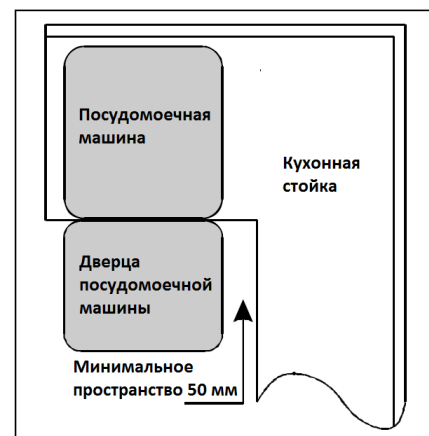 Посудомоечная
машина
Кухонная
стойка
Дверца
посудомоечной
машины
Минимальное
пространство 50 мм